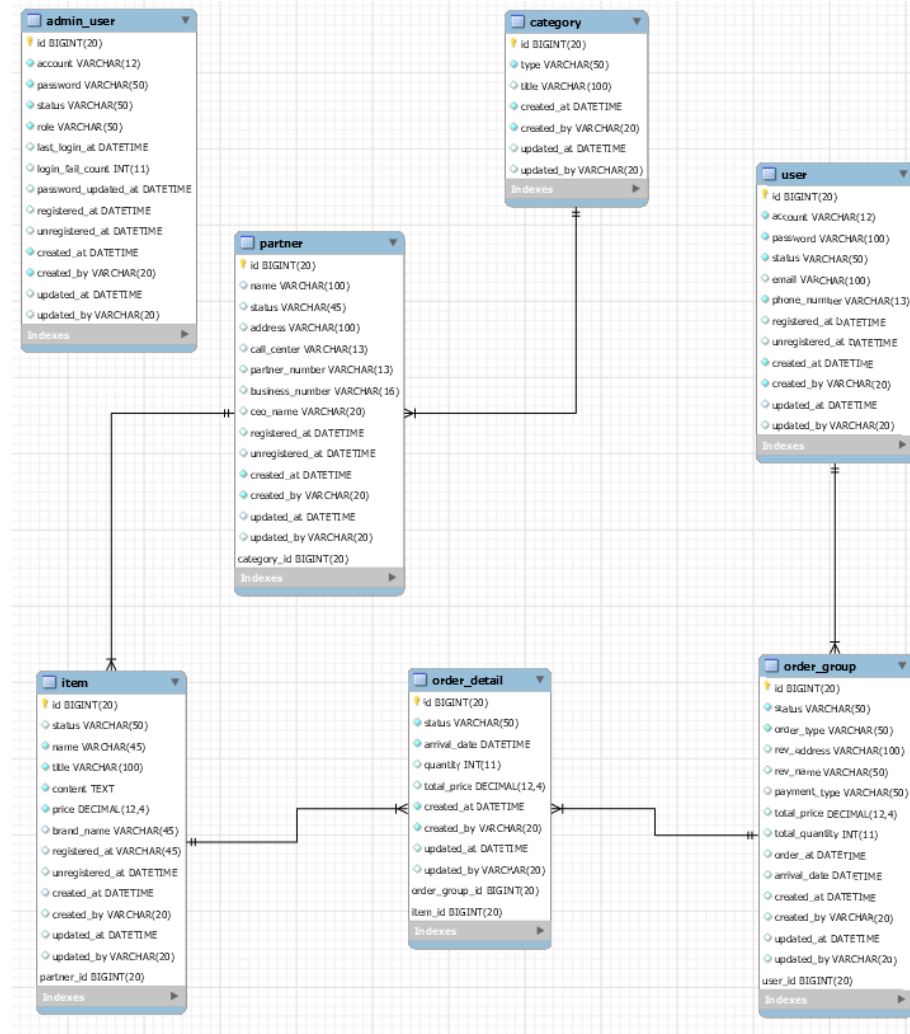 admin_user
id BIGINT(20)
account VARCHAR(12)
password VARCHAR(50)
status VARCHAR(50)
role VARCHAR(50)
last_login_at DATETIME
login_fail_count INT(11)
password_updated_at DATETIME
registered_at DATETIME
unregistered_at DATETIME
created_at DATETIME
created_by VARCHAR(20)
updated_at DATETIME
updated_by VARCHAR(20)
Indexes
category
id BIGINT(20)
type VARCHAR(50)
title VARCHAR(100)
created_at DATETIME
created_by VARCHAR(20)
updated_at DATETIME
updated_by VARCHAR(20)
Indexes
user
id BIGINT(20)
account VARCHAR(12)
password VARCHAR(100)
status VARCHAR(50)
email VARCHAR(100)
phone_number VARCHAR(13)
registered_at DATETIME
unregistered_at DATETIME
created_at DATETIME
created_by VARCHAR(20)
updated_at DATETIME
updated_by VARCHAR(20)
Indexes
partner
id BIGINT(20)
name VARCHAR(100)
status VARCHAR(45)
address VARCHAR(100)
call_center VARCHAR(13)
partner_number VARCHAR(13)
business_number VARCHAR(16)
ceo_name VARCHAR(20)
registered_at DATETIME
unregistered_at DATETIME
created_at DATETIME
created_by VARCHAR(20)
updated_at DATETIME
updated_by VARCHAR(20)
category_id BIGINT(20)
Indexes
item
id BIGINT(20)
status VARCHAR(50)
name VARCHAR(45)
title VARCHAR(100)
content TEXT
price DECIMAL(12,4)
brand_name VARCHAR(45)
registered_at VARCHAR(45)
unregistered_at DATETIME
created_at DATETIME
created_by VARCHAR(20)
updated_at DATETIME
updated_by VARCHAR(20)
partner_id BIGINT(20)
Indexes
order_detail
id BIGINT(20)
status VARCHAR(50)
arrival_date DATETIME
quantity INT(11)
total_price DECIMAL(12,4)
created_at DATETIME
created_by VARCHAR(20)
updated_at DATETIME
updated_by VARCHAR(20)
order_group_id BIGINT(20)
item_id BIGINT(20)
Indexes
order_group
id BIGINT(20)
status VARCHAR(50)
order_type VARCHAR(50)
rev_address VARCHAR(100)
rev_name VARCHAR(50)
payment_type VARCHAR(50)
total_price DECIMAL(12,4)
total_quantity INT(11)
order_at DATETIME
arrival_date DATETIME
created_at DATETIME
created_by VARCHAR(20)
updated_at DATETIME
updated_by VARCHAR(20)
user_id BIGINT(20)
Indexes